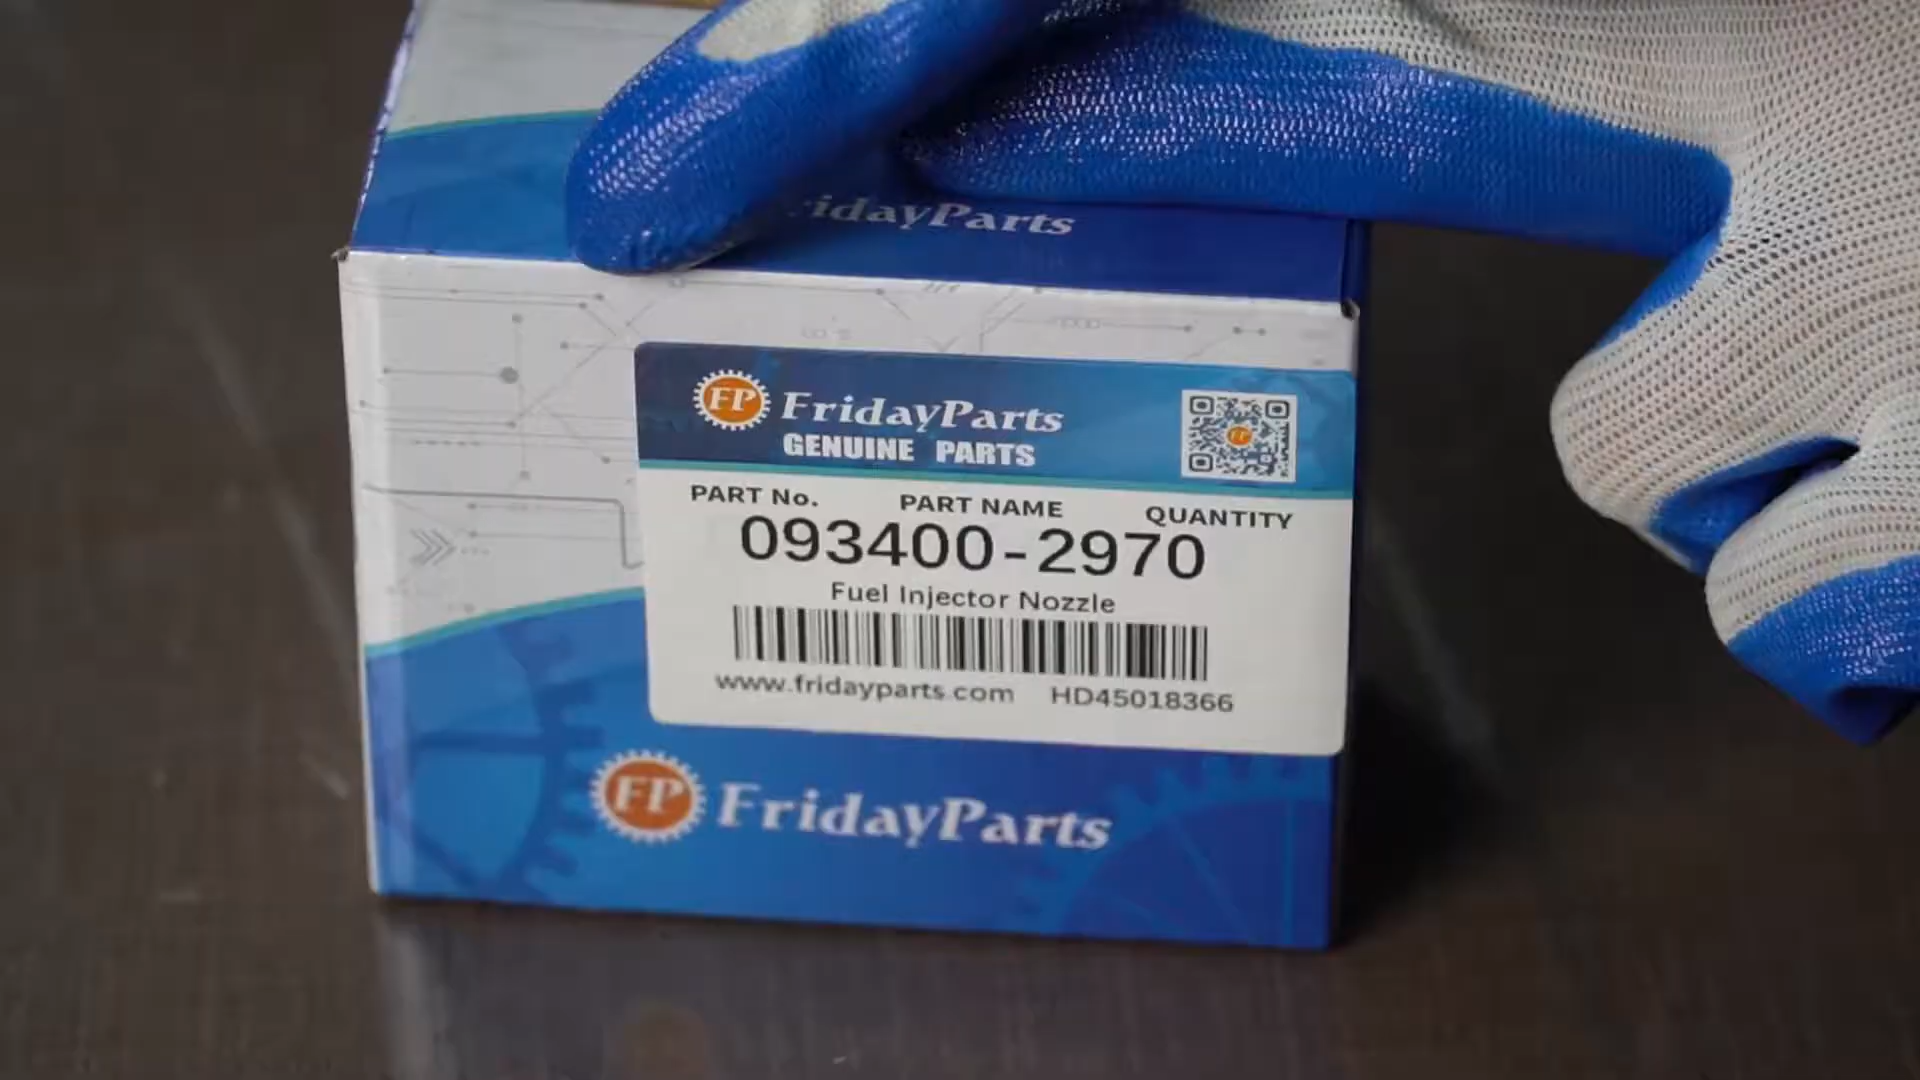 ridayParts
FP FridayParts
GENUINE PARTS
FP
PART No. PART NAME QUANTITY
093400-2970
Fuel Injector Nozzle
www.fridayparts.com HD45018366
FP FridayParts